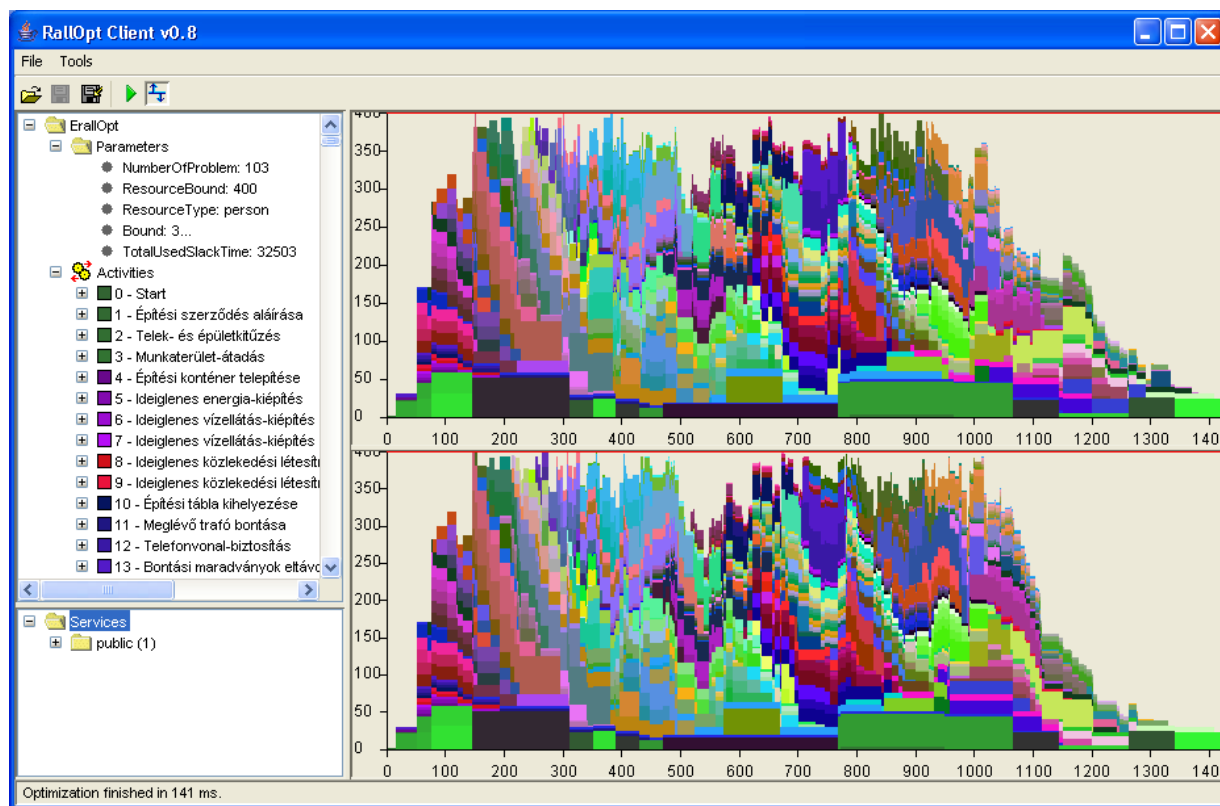 RallOpt Client v0.8
File Tools
ErallOpt
Parameters
NumberOfProblem: 103
ResourceBound: 400
ResourceType: person
Bound: 3...
TotalUsedSlackTime: 32503
Activities
0 - Start
1 - Építési szerződés aláírása
2 - Telek- és épületkitűzés
3 - Munkaterület-átadás
4 - Építési konténer telepítése
5 - Ideiglenes energia-kiépítés
6 - Ideiglenes vízellátás-kiépítés
7 - Ideiglenes vízellátás-kiépítés
8 - Ideiglenes közlekedési létesítr
9 - Ideiglenes közlekedési létesítr
10 - Építési tábla kihelyezése
11 - Meglévő trafó bontása
12 - Telefonvonal-biztosítás
13 - Bontási maradványok eltávo
Services
public (1)
400
350
300
250
200
150
100
50
0
0 100 200 300 400 500 600 700 800 900 1000 1100 1200 1300 140
400
350
300
250
200
150
100
50
0
0 100 200 300 400 500 600 700 800 900 1000 1100 1200 1300 140
Optimization finished in 141 ms.